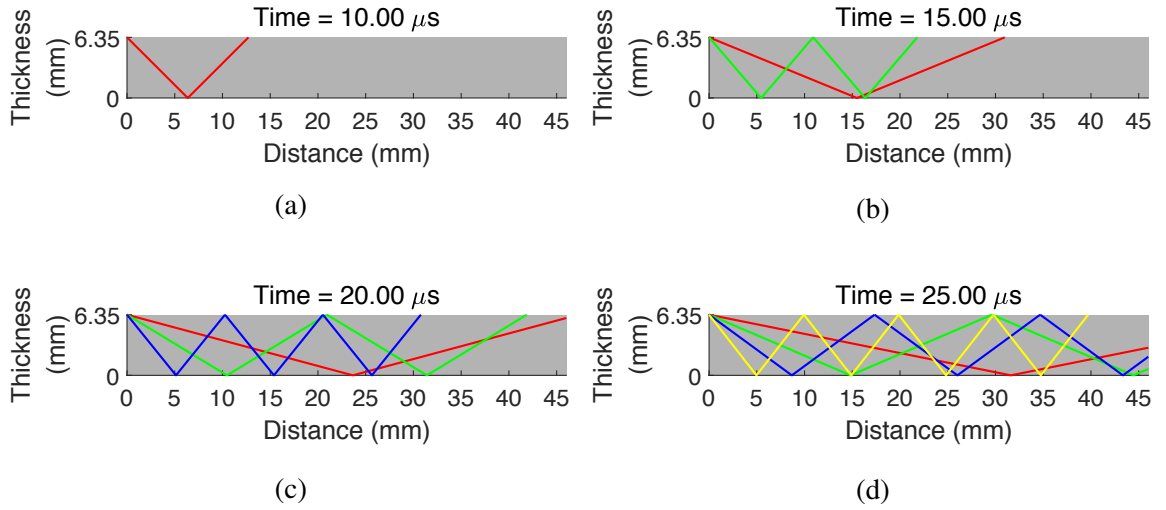 Time = 10.00 μs
Thickness
(mm)
6.35
0
0 5 10 15 20 25 30 35 40 45
Distance (mm)
(a)
Time = 15.00 μs
Thickness
(mm)
6.35
0
0 5 10 15 20 25 30 35 40 45
Distance (mm)
(b)
Time = 20.00 μs
Thickness
(mm)
6.35
0
0 5 10 15 20 25 30 35 40 45
Distance (mm)
(c)
Time = 25.00 μs
Thickness
(mm)
6.35
0
0 5 10 15 20 25 30 35 40 45
Distance (mm)
(d)